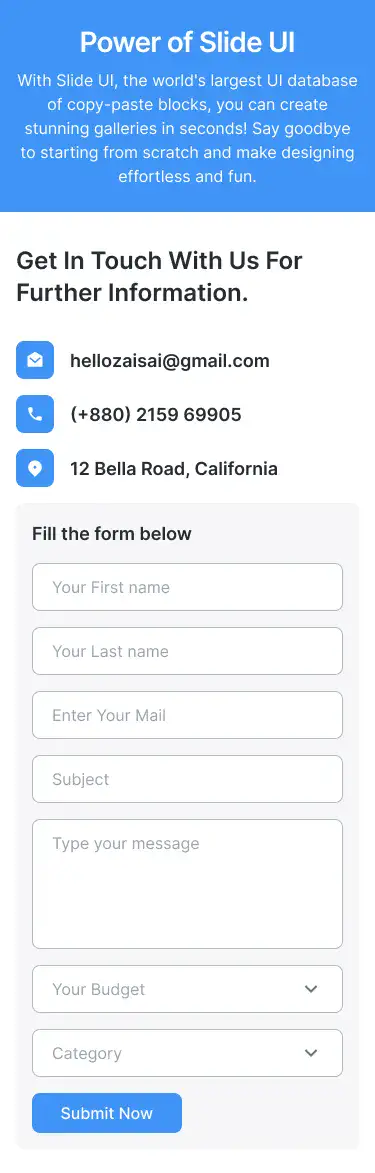 Power of Slide UI
With Slide UI, the world's largest UI database
of copy-paste blocks, you can create
stunning galleries in seconds! Say goodbye
to starting from scratch and make designing
effortless and fun.
Get In Touch With Us For
Further Information.
hellozaisai@gmail.com
(+880) 2159 69905
12 Bella Road, California
Fill the form below
Your First name
Your Last name
Enter Your Mail
Subject
Type your message
Your Budget
Category
Submit Now